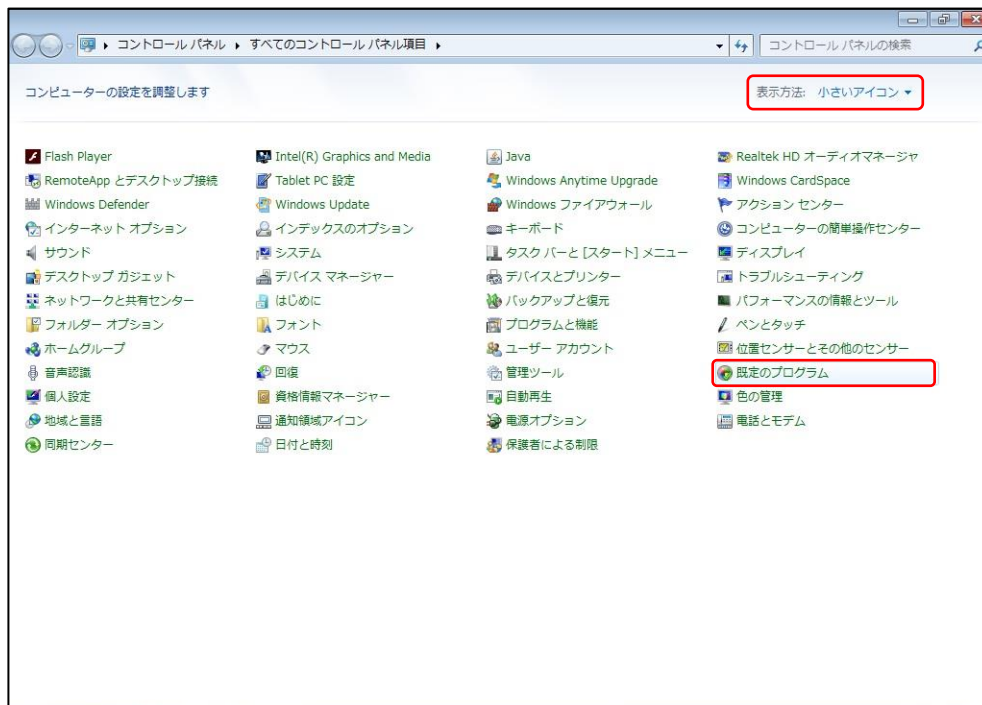 コントロール パネル ▶ すべてのコントロール パネル項目 ▶ コントロール パネルの検索
コンピューターの設定を調整します 表示方法: 小さいアイコン ▼
Flash Player Intel(R) Graphics and Media Java Realtek HD オーディオマネージャ
RemoteApp とデスクトップ接続 Tablet PC 設定 Windows Anytime Upgrade Windows CardSpace
Windows Defender Windows Update Windows ファイアウォール アクション センター
インターネット オプション インデックスのオプション キーボード コンピューターの簡単操作センター
サウンド システム タスク バーと [スタート] メニュー ディスプレイ
デスクトップ ガジェット デバイス マネージャー デバイスとプリンター トラブルシューティング
ネットワークと共有センター はじめに バックアップと復元 パフォーマンスの情報とツール
フォルダー オプション フォント プログラムと機能 ペンとタッチ
ホームグループ マウス ユーザー アカウント 位置センサーとその他のセンサー
音声認識 回復 管理ツール 既定のプログラム
個人設定 資格情報マネージャー 自動再生 色の管理
地域と言語 通知領域アイコン 電源オプション 電話とモデム
同期センター 日付と時刻 保護者による制限